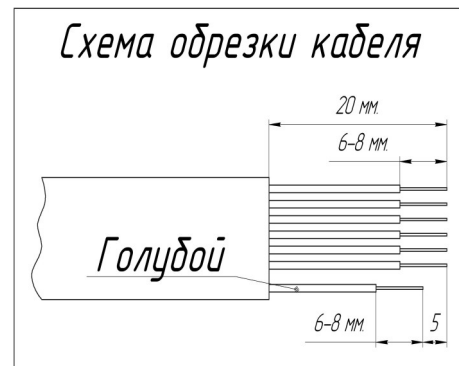 Схема обрезки кабеля
20 мм.
6-8 мм.
Голубой
6-8 мм. 5